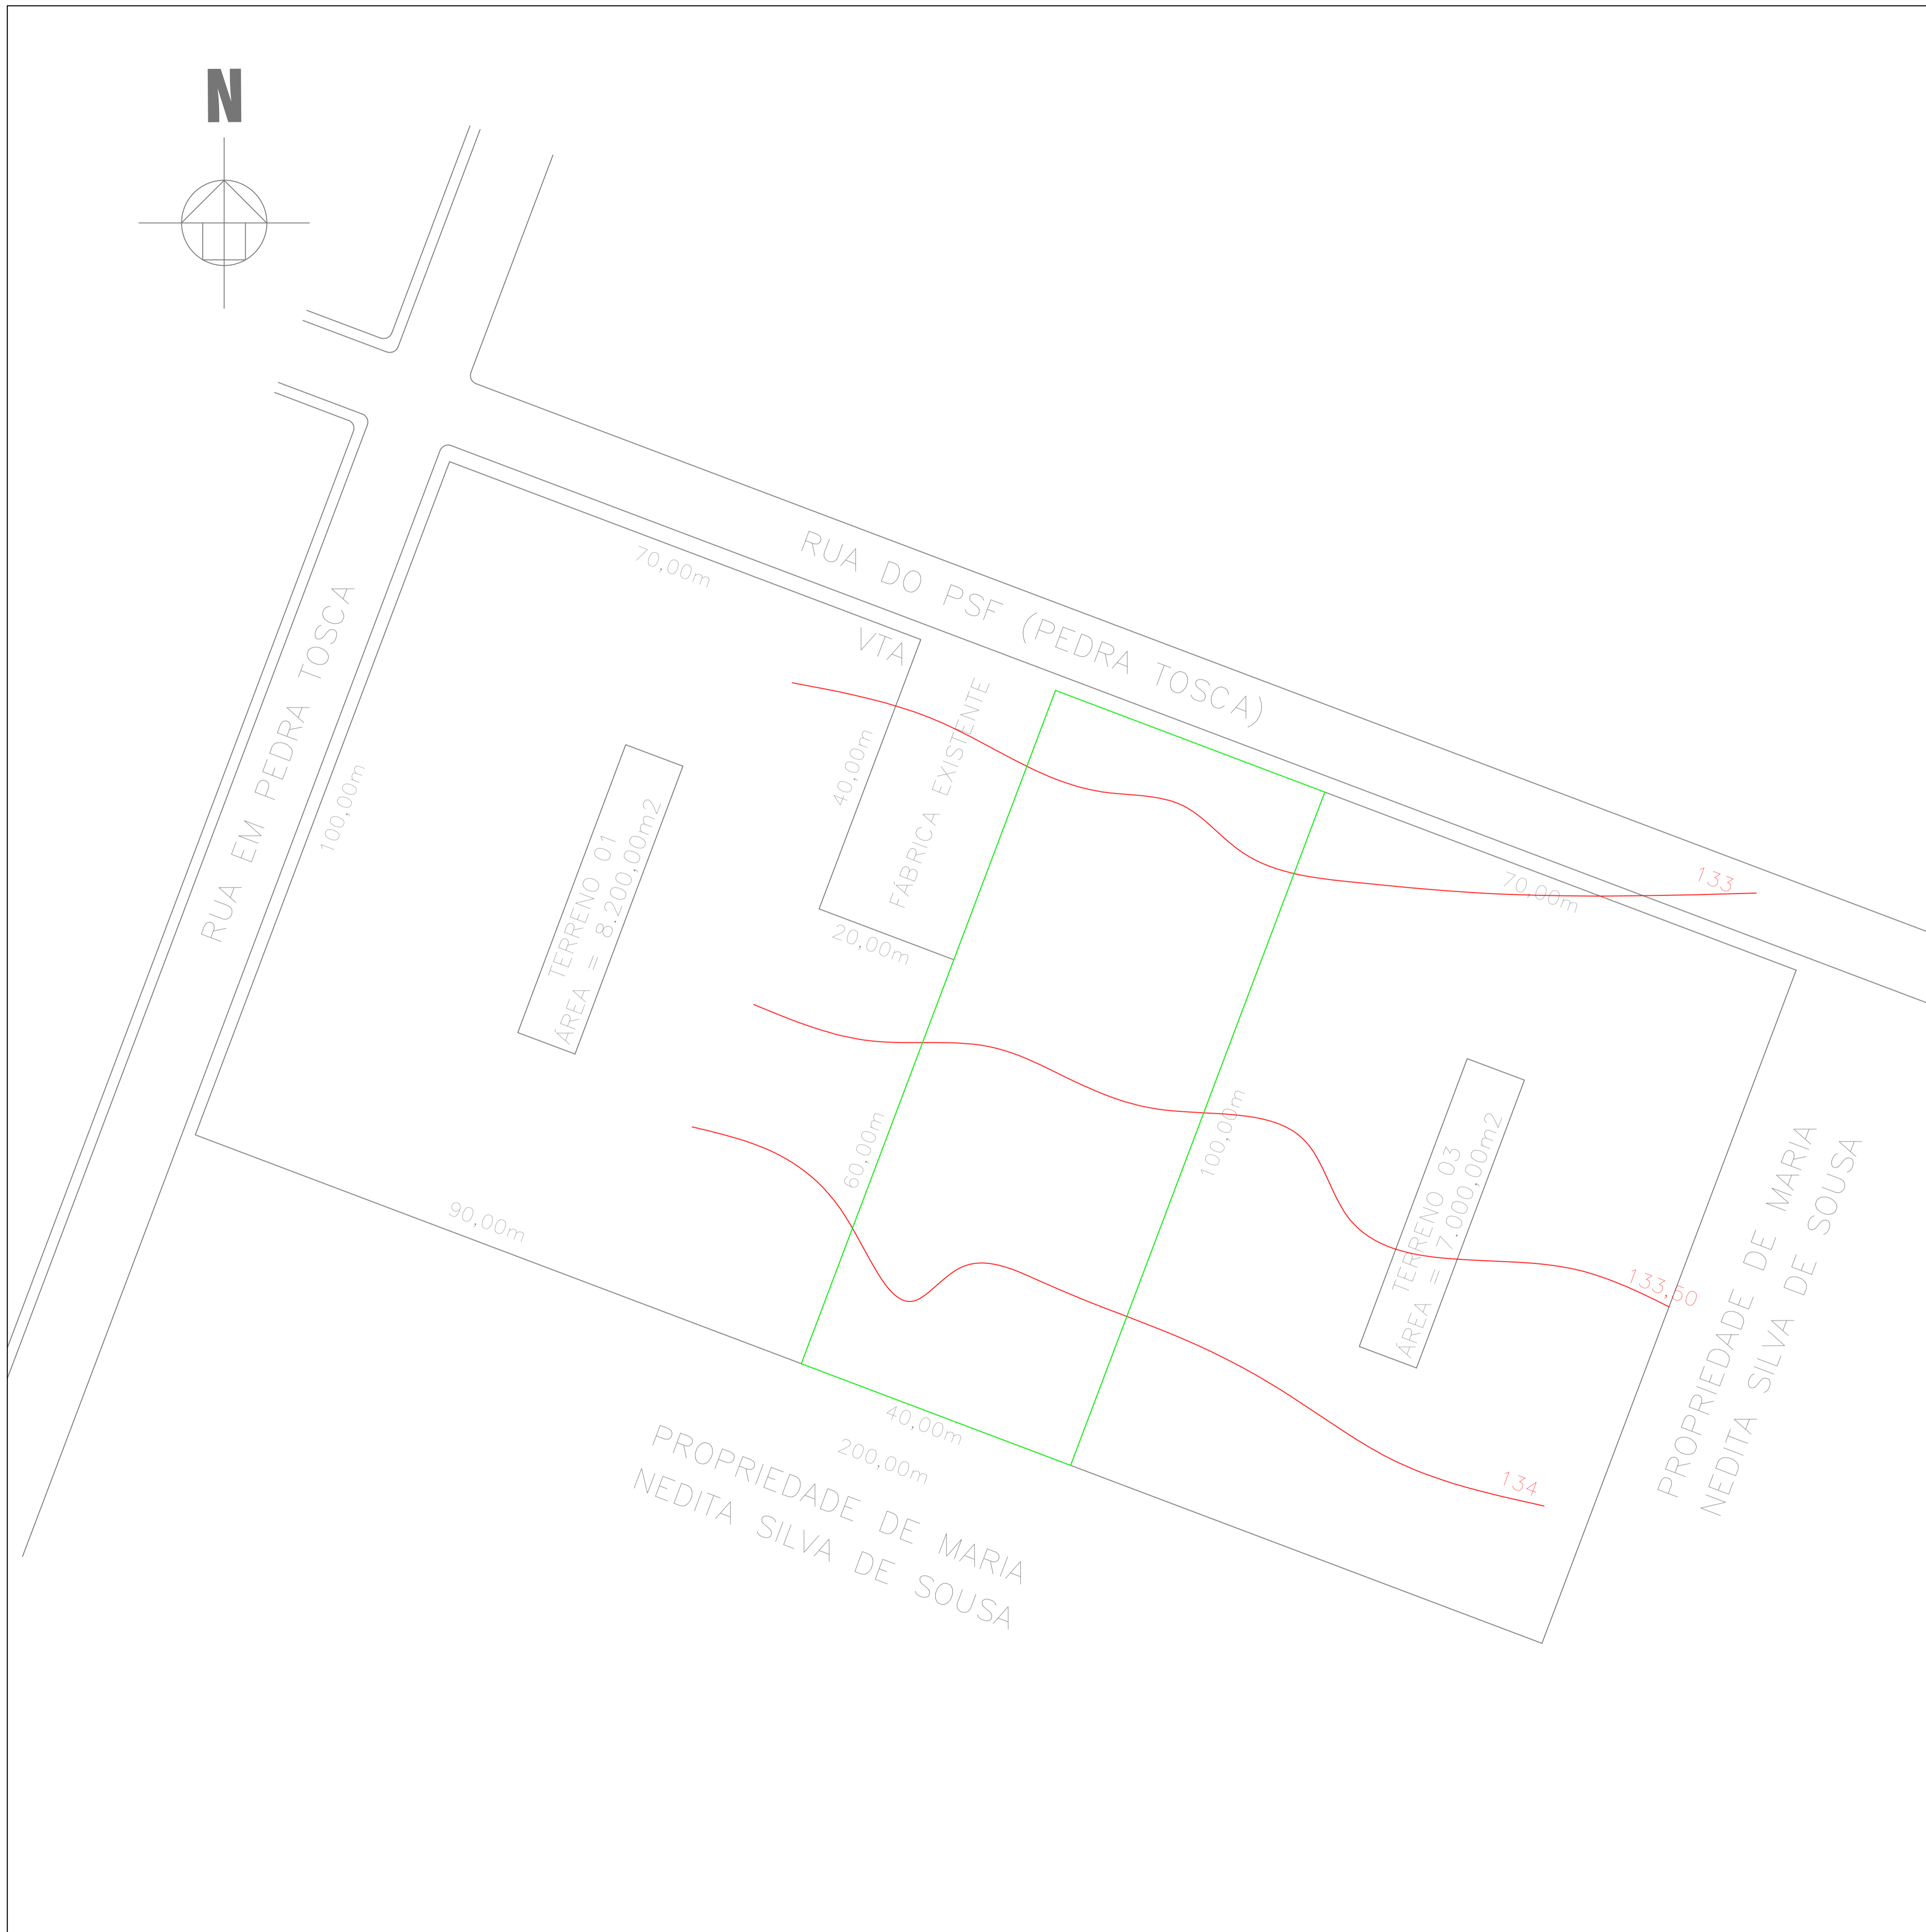 N
RUA DO PSF (PEDRA TOSCA)
70,00m
VTA
RUA EM PEDRA TOSCA
100,00m
40,00m
FÁBRICA EXISTENTE
20,00m
TERRENO 01
ÁREA = 8.200,00m2
70,00m
133
60,00m
100,00m
TERRENO 03
ÁREA = 7.000,00m2
90,00m
133,50
134
40,00m
200,00m
PROPRIEDADE DE MARIA
NEDITA SILVA DE SOUSA
PROPRIEDADE DE MARIA
NEDITA SILVA DE SOUSA